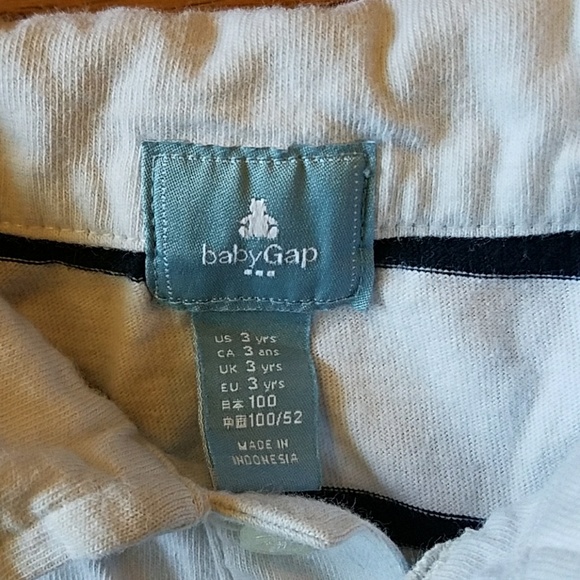 babyGap
US 3 yrs
CA 3 ans
UK 3 yrs
EU 3 yrs
日本 100
中国 100/52
MADE IN
INDONESIA